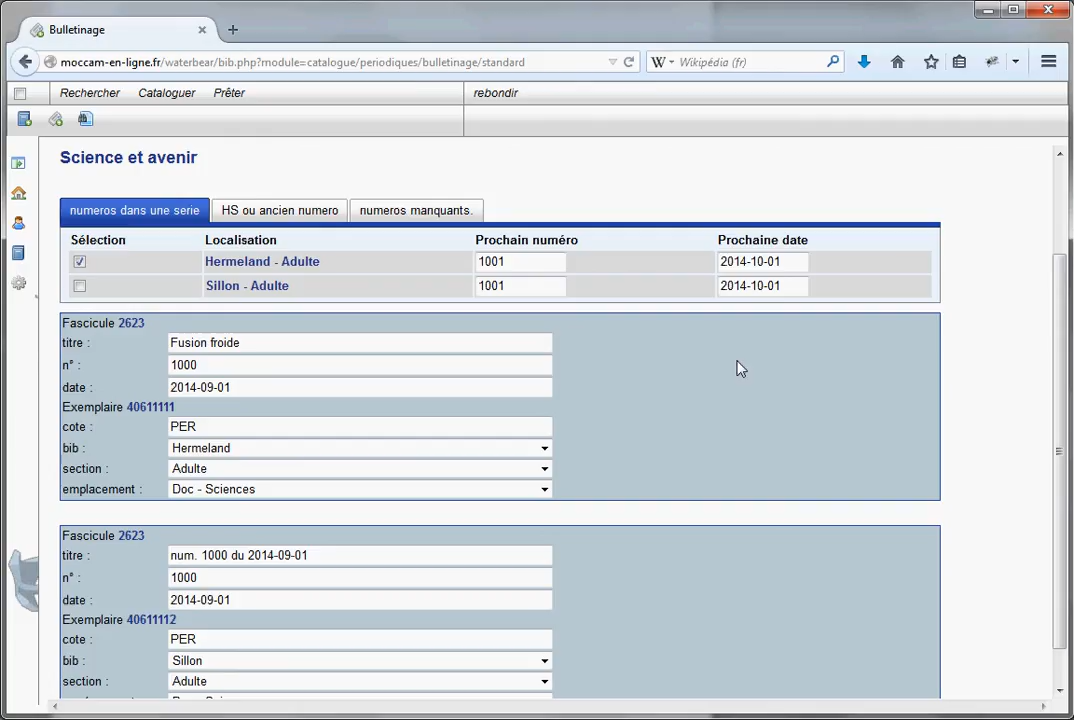 Bulletinage
moccam-en-ligne.fr/waterbear/bib.php?module=catalogue/periodiques/bulletinage/standard
W Wikipédia (fr)
Rechercher Cataloguer Prêter rebondir
Science et avenir
numeros dans une serie HS ou ancien numero numeros manquants.
Sélection Localisation Prochain numéro Prochaine date
Hermeland - Adulte 1001 2014-10-01
Sillon - Adulte 1001 2014-10-01
Fascicule 2623
titre : Fusion froide
n° : 1000
date : 2014-09-01
Exemplaire 40611111
cote : PER
bib : Hermeland
section : Adulte
emplacement : Doc - Sciences
Fascicule 2623
titre : num. 1000 du 2014-09-01
n° : 1000
date : 2014-09-01
Exemplaire 40611112
cote : PER
bib : Sillon
section : Adulte